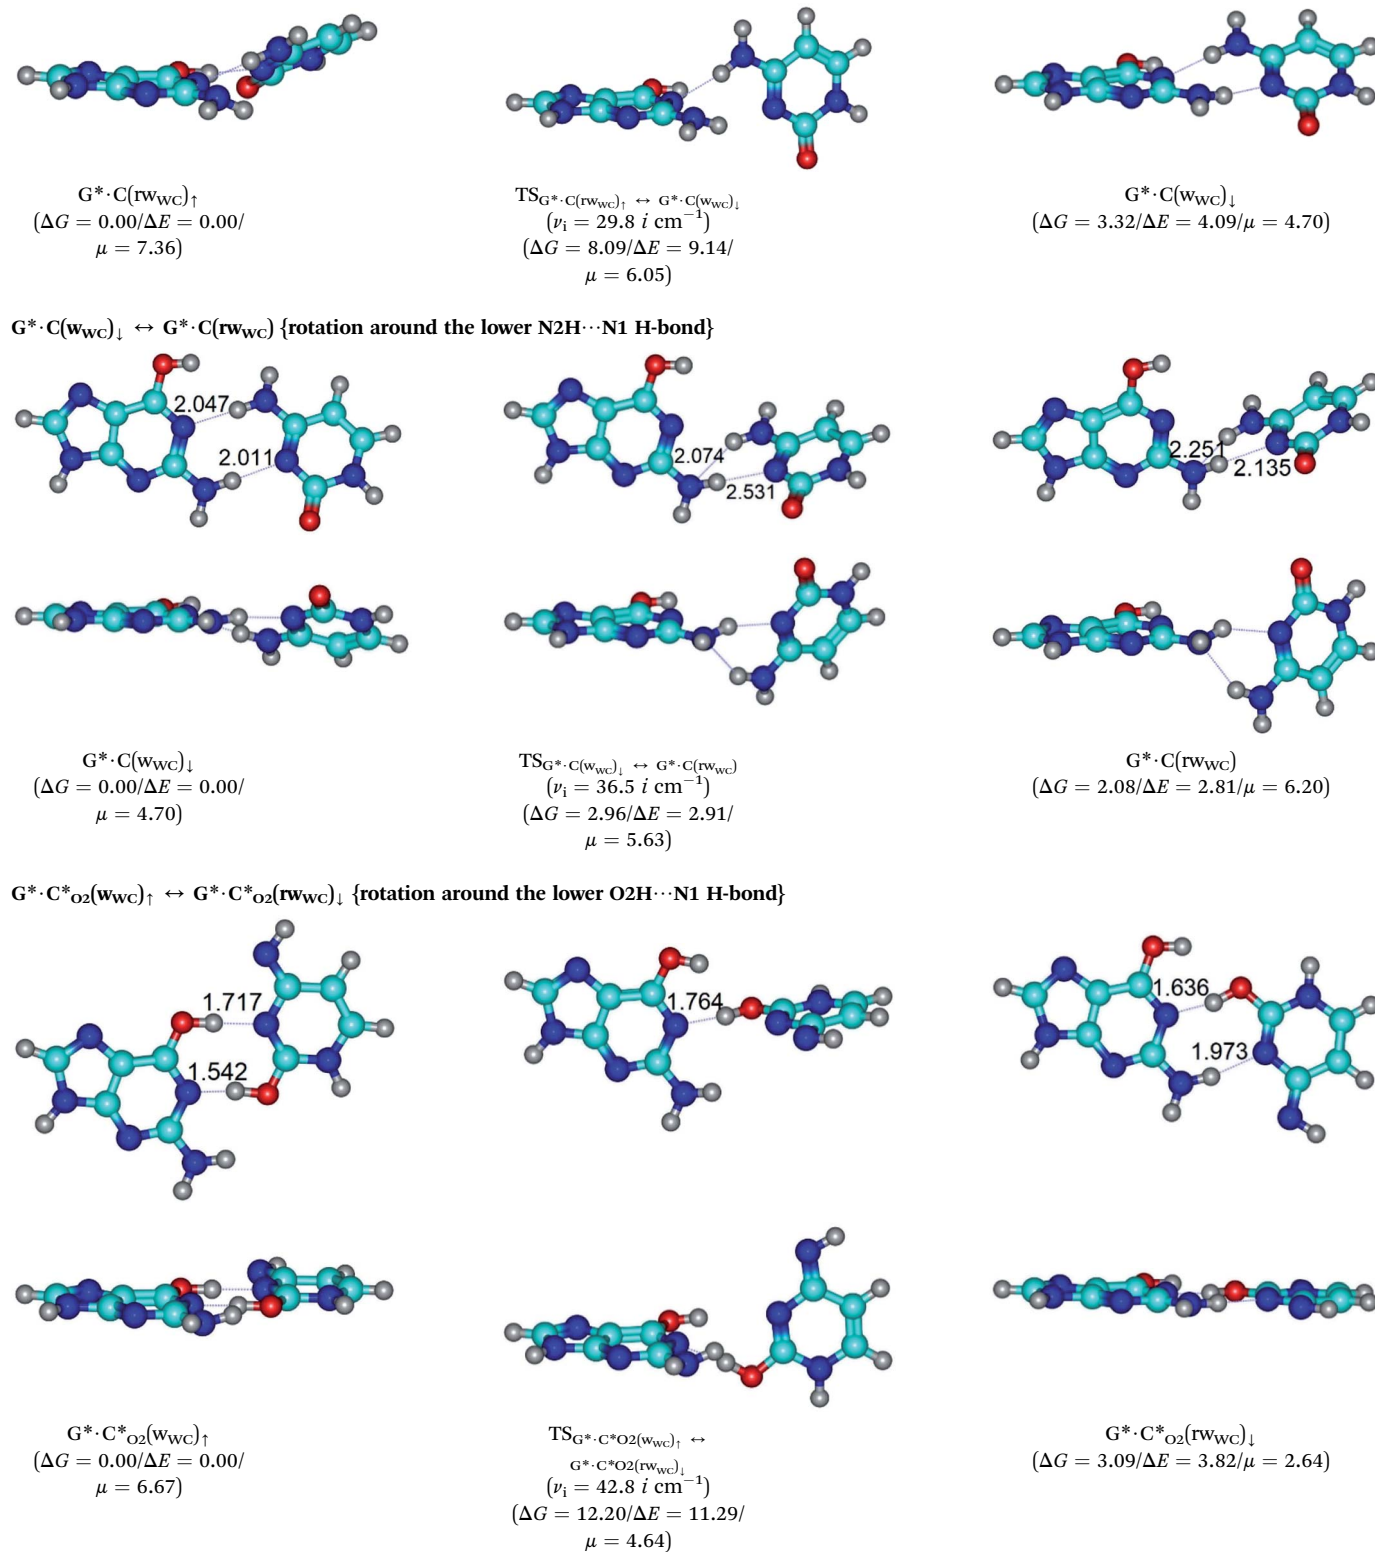 G*·C(rw_WC)↑
(ΔG = 0.00/ΔE = 0.00/
μ = 7.36)
TS_G*·C(rw_WC)↑ ↔ G*·C(w_WC)↓
(ν_i = 29.8 i cm⁻¹)
(ΔG = 8.09/ΔE = 9.14/
μ = 6.05)
G*·C(w_WC)↓
(ΔG = 3.32/ΔE = 4.09/μ = 4.70)
G*·C(w_WC)↓ ↔ G*·C(rw_WC) {rotation around the lower N2H⋯N1 H-bond}
2.047
2.011
2.074
2.531
2.251
2.135
G*·C(w_WC)↓
(ΔG = 0.00/ΔE = 0.00/
μ = 4.70)
TS_G*·C(w_WC)↓ ↔ G*·C(rw_WC)
(ν_i = 36.5 i cm⁻¹)
(ΔG = 2.96/ΔE = 2.91/
μ = 5.63)
G*·C(rw_WC)
(ΔG = 2.08/ΔE = 2.81/μ = 6.20)
G*·C*_O2(w_WC)↑ ↔ G*·C*_O2(rw_WC)↓ {rotation around the lower O2H⋯N1 H-bond}
1.717
1.542
1.764
1.636
1.973
G*·C*_O2(w_WC)↑
(ΔG = 0.00/ΔE = 0.00/
μ = 6.67)
TS_G*·C*O2(w_WC)↑ ↔
G*·C*O2(rw_WC)↓
(ν_i = 42.8 i cm⁻¹)
(ΔG = 12.20/ΔE = 11.29/
μ = 4.64)
G*·C*_O2(rw_WC)↓
(ΔG = 3.09/ΔE = 3.82/μ = 2.64)